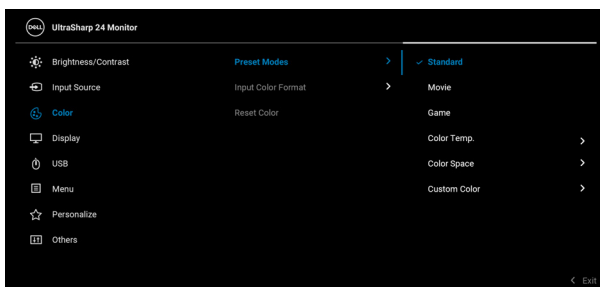 DELL
UltraSharp 24 Monitor
Brightness/Contrast
Input Source
Color
Display
USB
Menu
Personalize
Others
Preset Modes
Input Color Format
Reset Color
Standard
Movie
Game
Color Temp.
Color Space
Custom Color
Exit